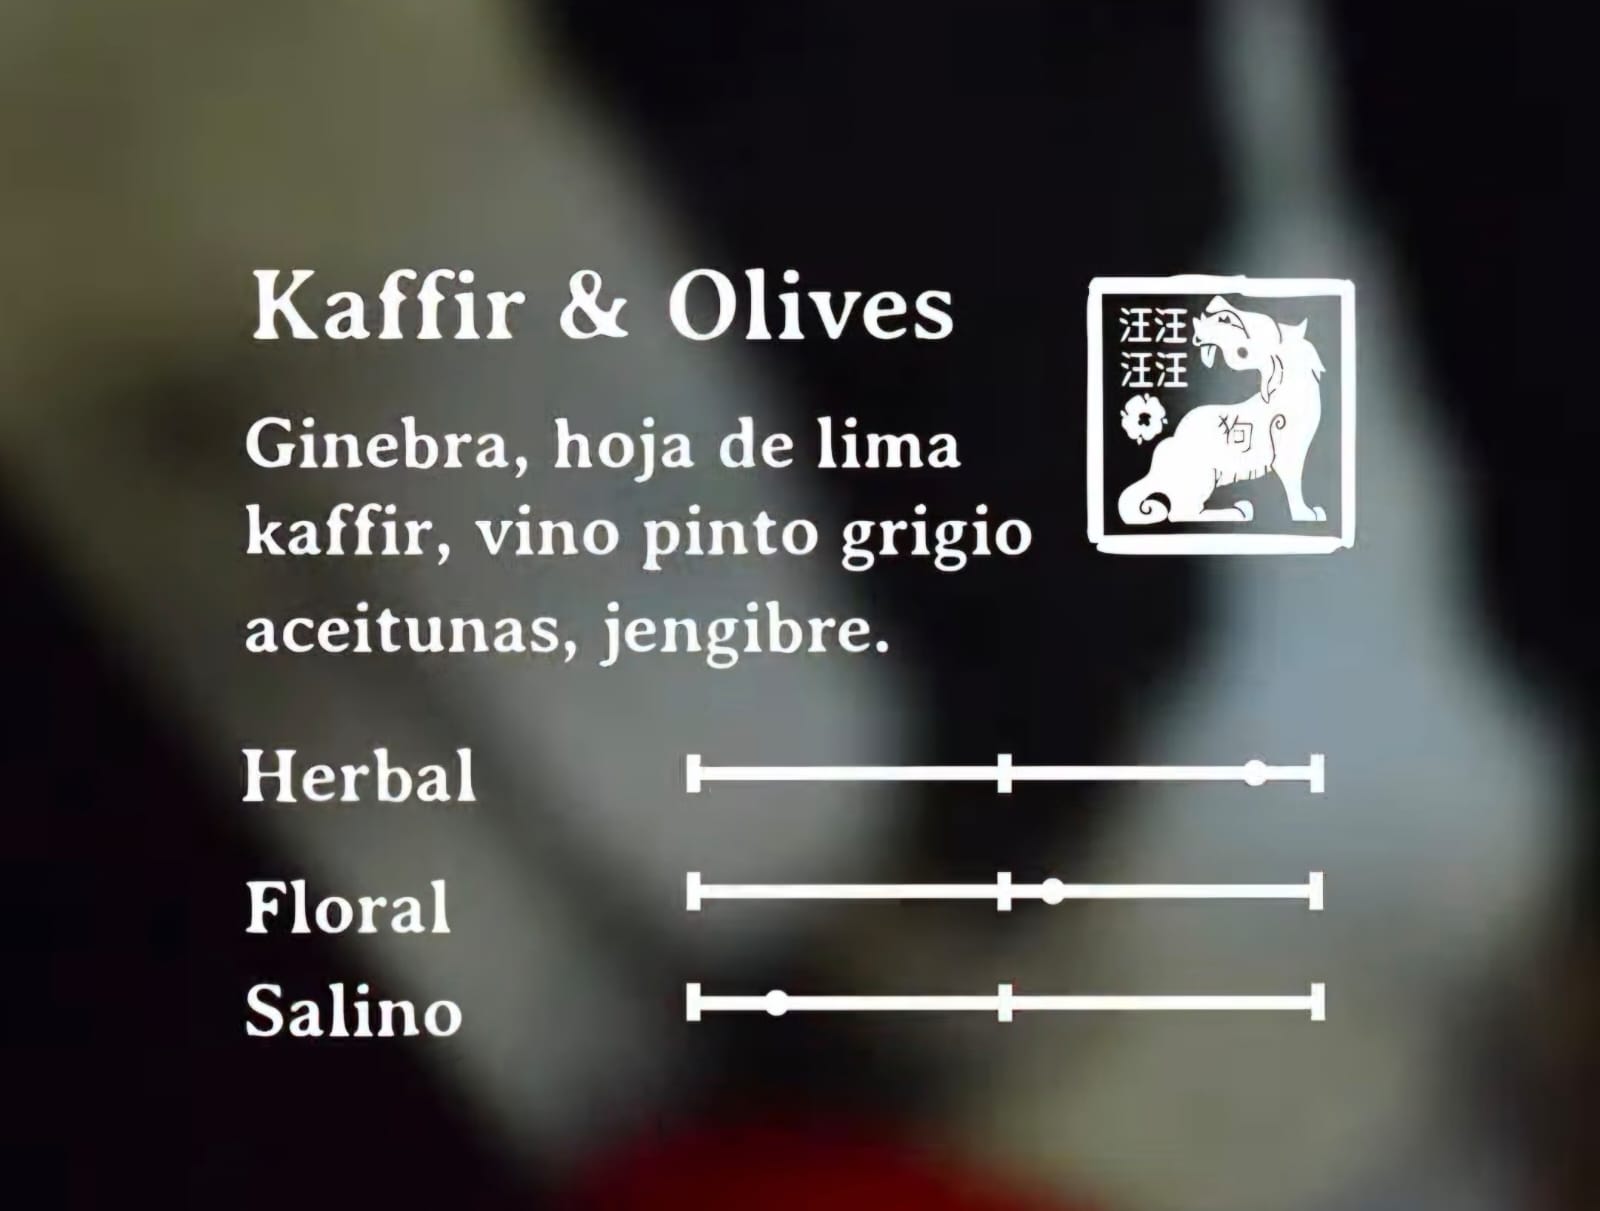 Kaffir & Olives
汪汪
汪汪
狗
Ginebra, hoja de lima
kaffir, vino pinto grigio
aceitunas, jengibre.
Herbal
Floral
Salino